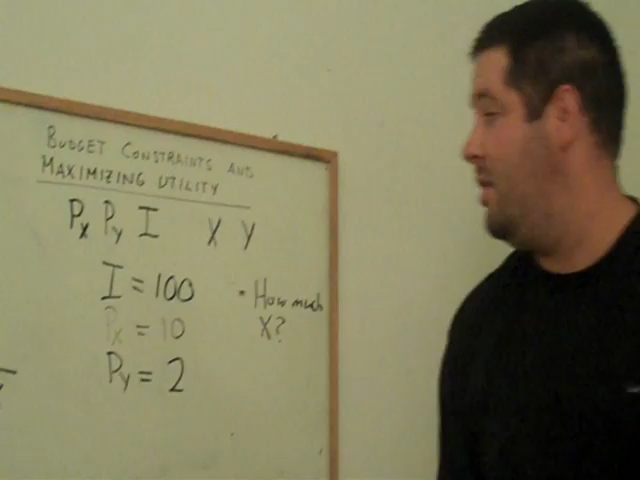 BUDGET CONSTRAINTS AND
MAXIMIZING UTILITY
Px Py I X Y
I = 100
Px = 10
Py = 2
• How much
X?